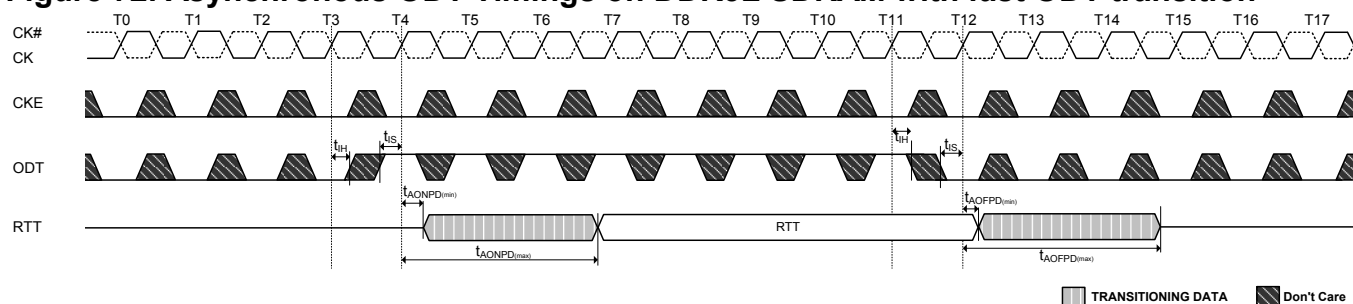 Figure Asynchronous ODT Timings on DDR3L SDRAM with fast ODT transition
T0 T1 T2 T3 T4 T5 T6 T7 T8 T9 T10 T11 T12 T13 T14 T15 T16 T17
CK#
CK
CKE
tIH tIS tIH tIS
ODT
tAONPD(min) tAOFPD(min)
RTT RTT
tAONPD(max) tAOFPD(max)
TRANSITIONING DATA Don't Care